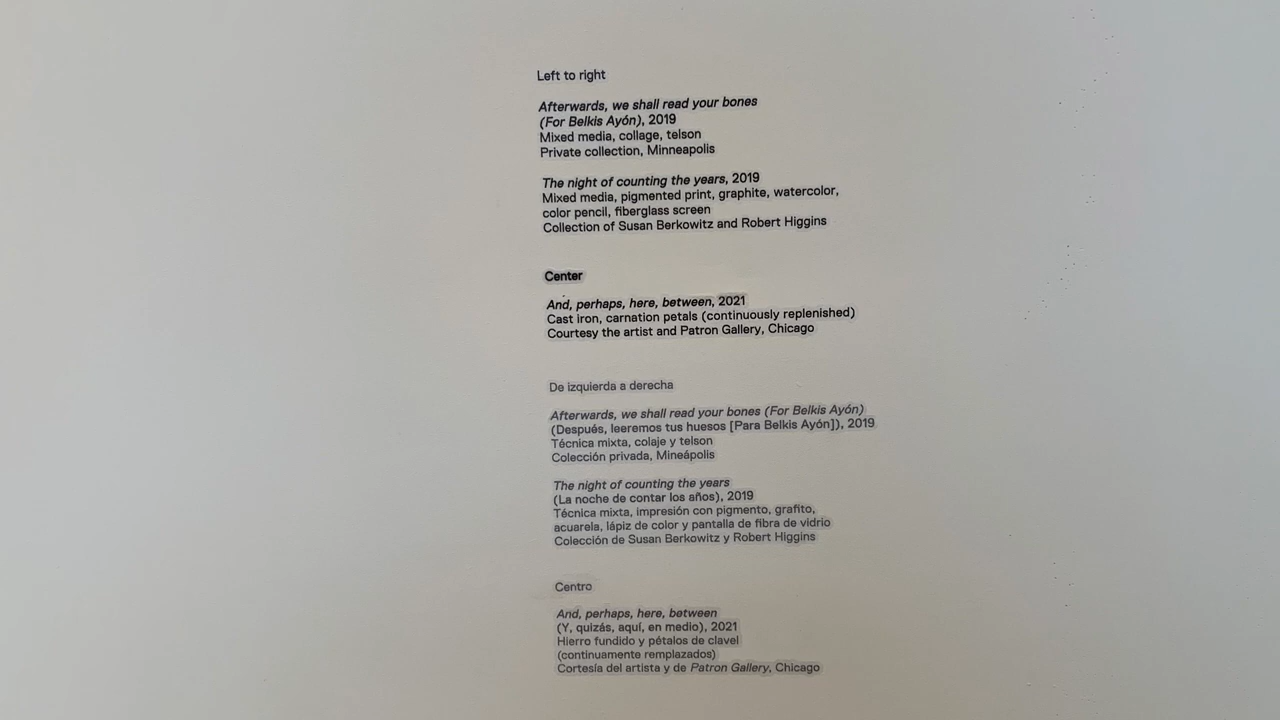 Left to right
Afterwards, we shall read your bones
(For Belkis Ayón), 2019
Mixed media, collage, telson
Private collection, Minneapolis
The night of counting the years, 2019
Mixed media, pigmented print, graphite, watercolor,
color pencil, fiberglass screen
Collection of Susan Berkowitz and Robert Higgins
Center
And, perhaps, here, between, 2021
Cast iron, carnation petals (continuously replenished)
Courtesy the artist and Patron Gallery, Chicago
De izquierda a derecha
Afterwards, we shall read your bones (For Belkis Ayón)
(Después, leeremos tus huesos [Para Belkis Ayón]), 2019
Técnica mixta, colaje y telson
Colección privada, Mineápolis
The night of counting the years
(La noche de contar los años), 2019
Técnica mixta, impresión con pigmento, grafito,
acuarela, lápiz de color y pantalla de fibra de vidrio
Colección de Susan Berkowitz y Robert Higgins
Centro
And, perhaps, here, between
(Y, quizás, aquí, en medio), 2021
Hierro fundido y pétalos de clavel
(continuamente remplazados)
Cortesía del artista y de Patron Gallery, Chicago